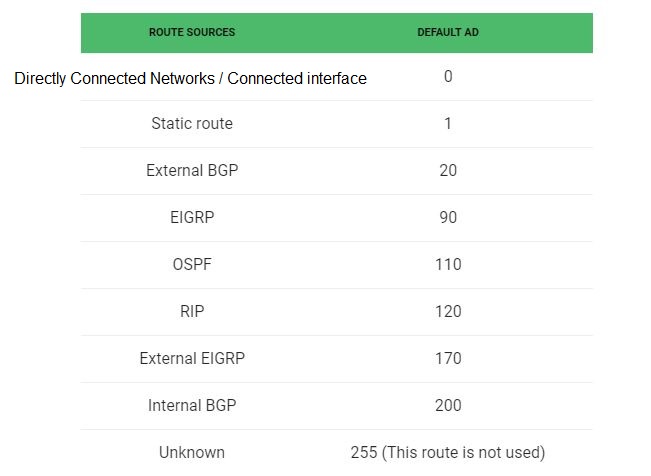 ROUTE SOURCES DEFAULT AD
Directly Connected Networks / Connected interface 0
Static route 1
External BGP 20
EIGRP 90
OSPF 110
RIP 120
External EIGRP 170
Internal BGP 200
Unknown 255 (This route is not used)